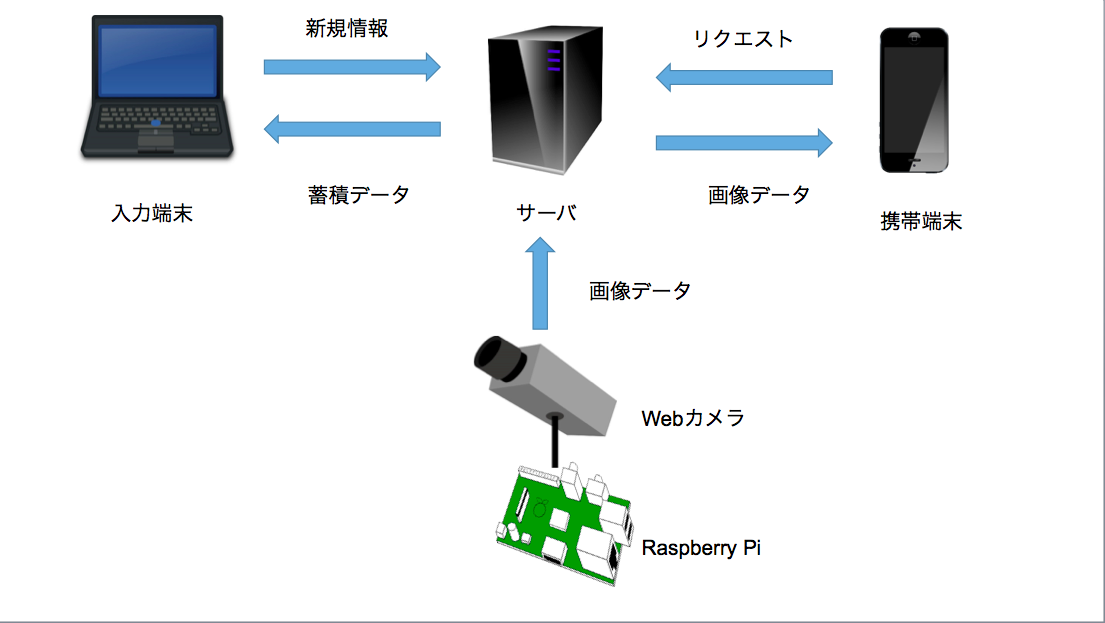 新規情報
リクエスト
蓄積データ
画像データ
入力端末
サーバ
携帯端末
画像データ
Webカメラ
Raspberry Pi